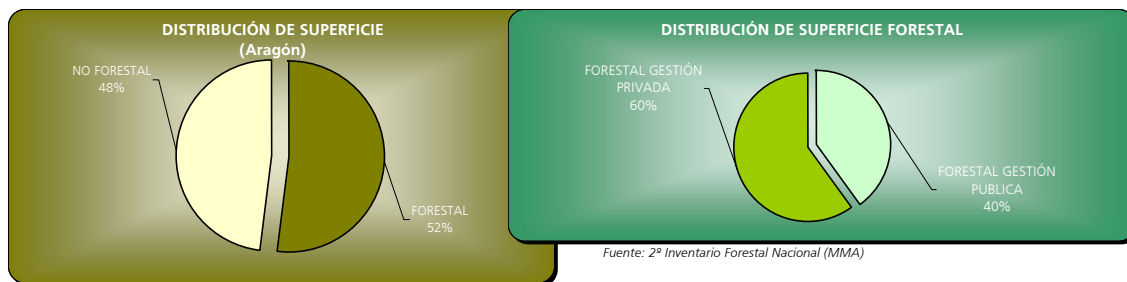 DISTRIBUCIÓN DE SUPERFICIE
(Aragón)
NO FORESTAL
48%
FORESTAL
52%
DISTRIBUCIÓN DE SUPERFICIE FORESTAL
FORESTAL GESTIÓN
PRIVADA
60%
FORESTAL GESTIÓN
PUBLICA
40%
Fuente: 2º Inventario Forestal Nacional (MMA)